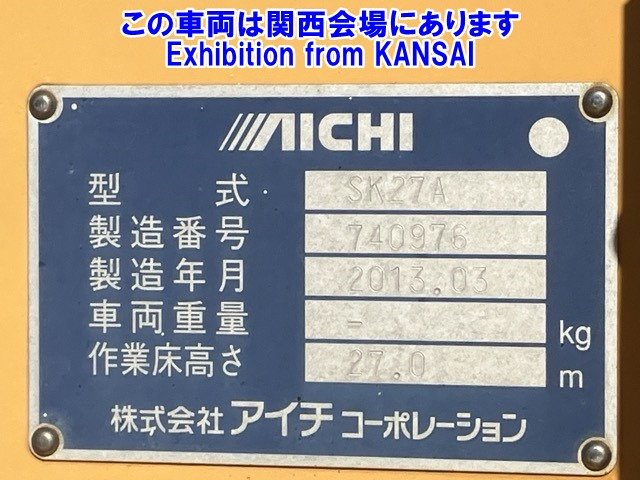 この車両は関西会場にあります
Exhibition from KANSAI
AICHI
型式 SK27A
製造番号 740976
製造年月 2013.03
車両重量 - kg
作業床高さ 27.0 m
株式会社 アイチ コーポレーション